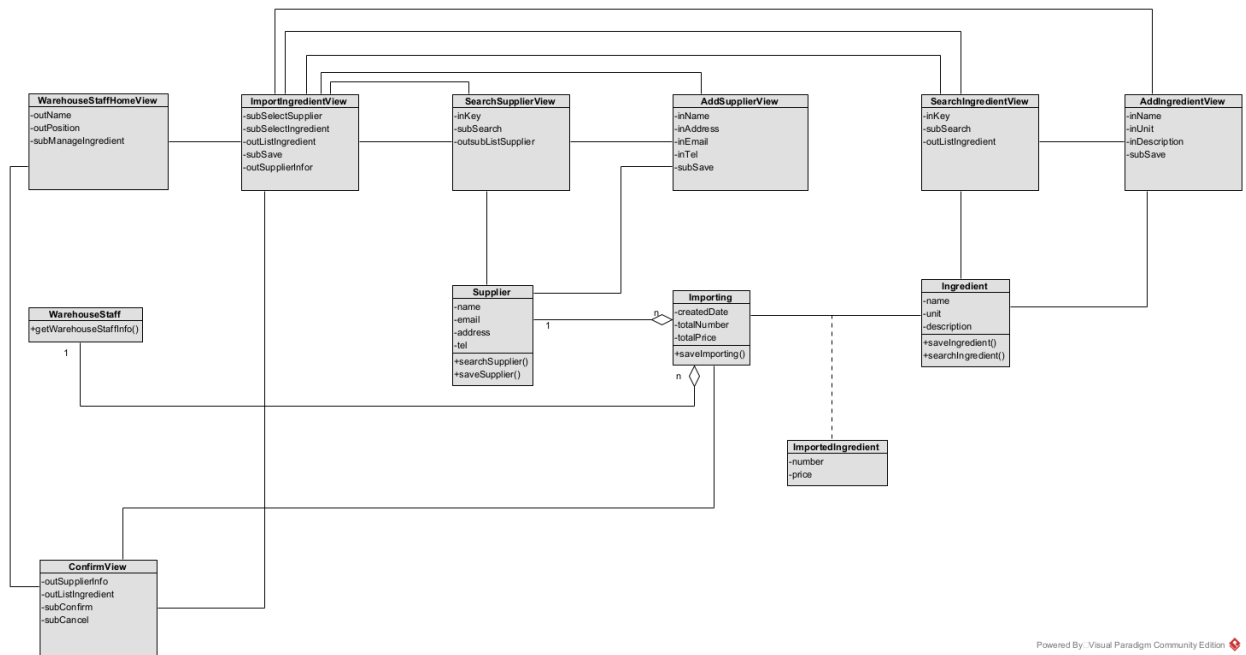 WarehouseStaffHomeView
-outName
-outPosition
-subManageIngredient
ImportIngredientView
-subSelectSupplier
-subSelectIngredient
-outListIngredient
-subSave
-outSupplierInfor
SearchSupplierView
-inKey
-subSearch
-outsubListSupplier
AddSupplierView
-inName
-inAddress
-inEmail
-inTel
-subSave
SearchIngredientView
-inKey
-subSearch
-outListIngredient
AddIngredientView
-inName
-inUnit
-inDescription
-subSave
WarehouseStaff
+getWarehouseStaffInfo()
1
Supplier
-name
-email
-address
-tel
+searchSupplier()
+saveSupplier()
1
n
Importing
-createdDate
-totalNumber
-totalPrice
+saveImporting()
n
Ingredient
-name
-unit
-description
+saveIngredient()
+searchIngredient()
ImportedIngredient
-number
-price
ConfirmView
-outSupplierInfo
-outListIngredient
-subConfirm
-subCancel
Powered By Visual Paradigm Community Edition